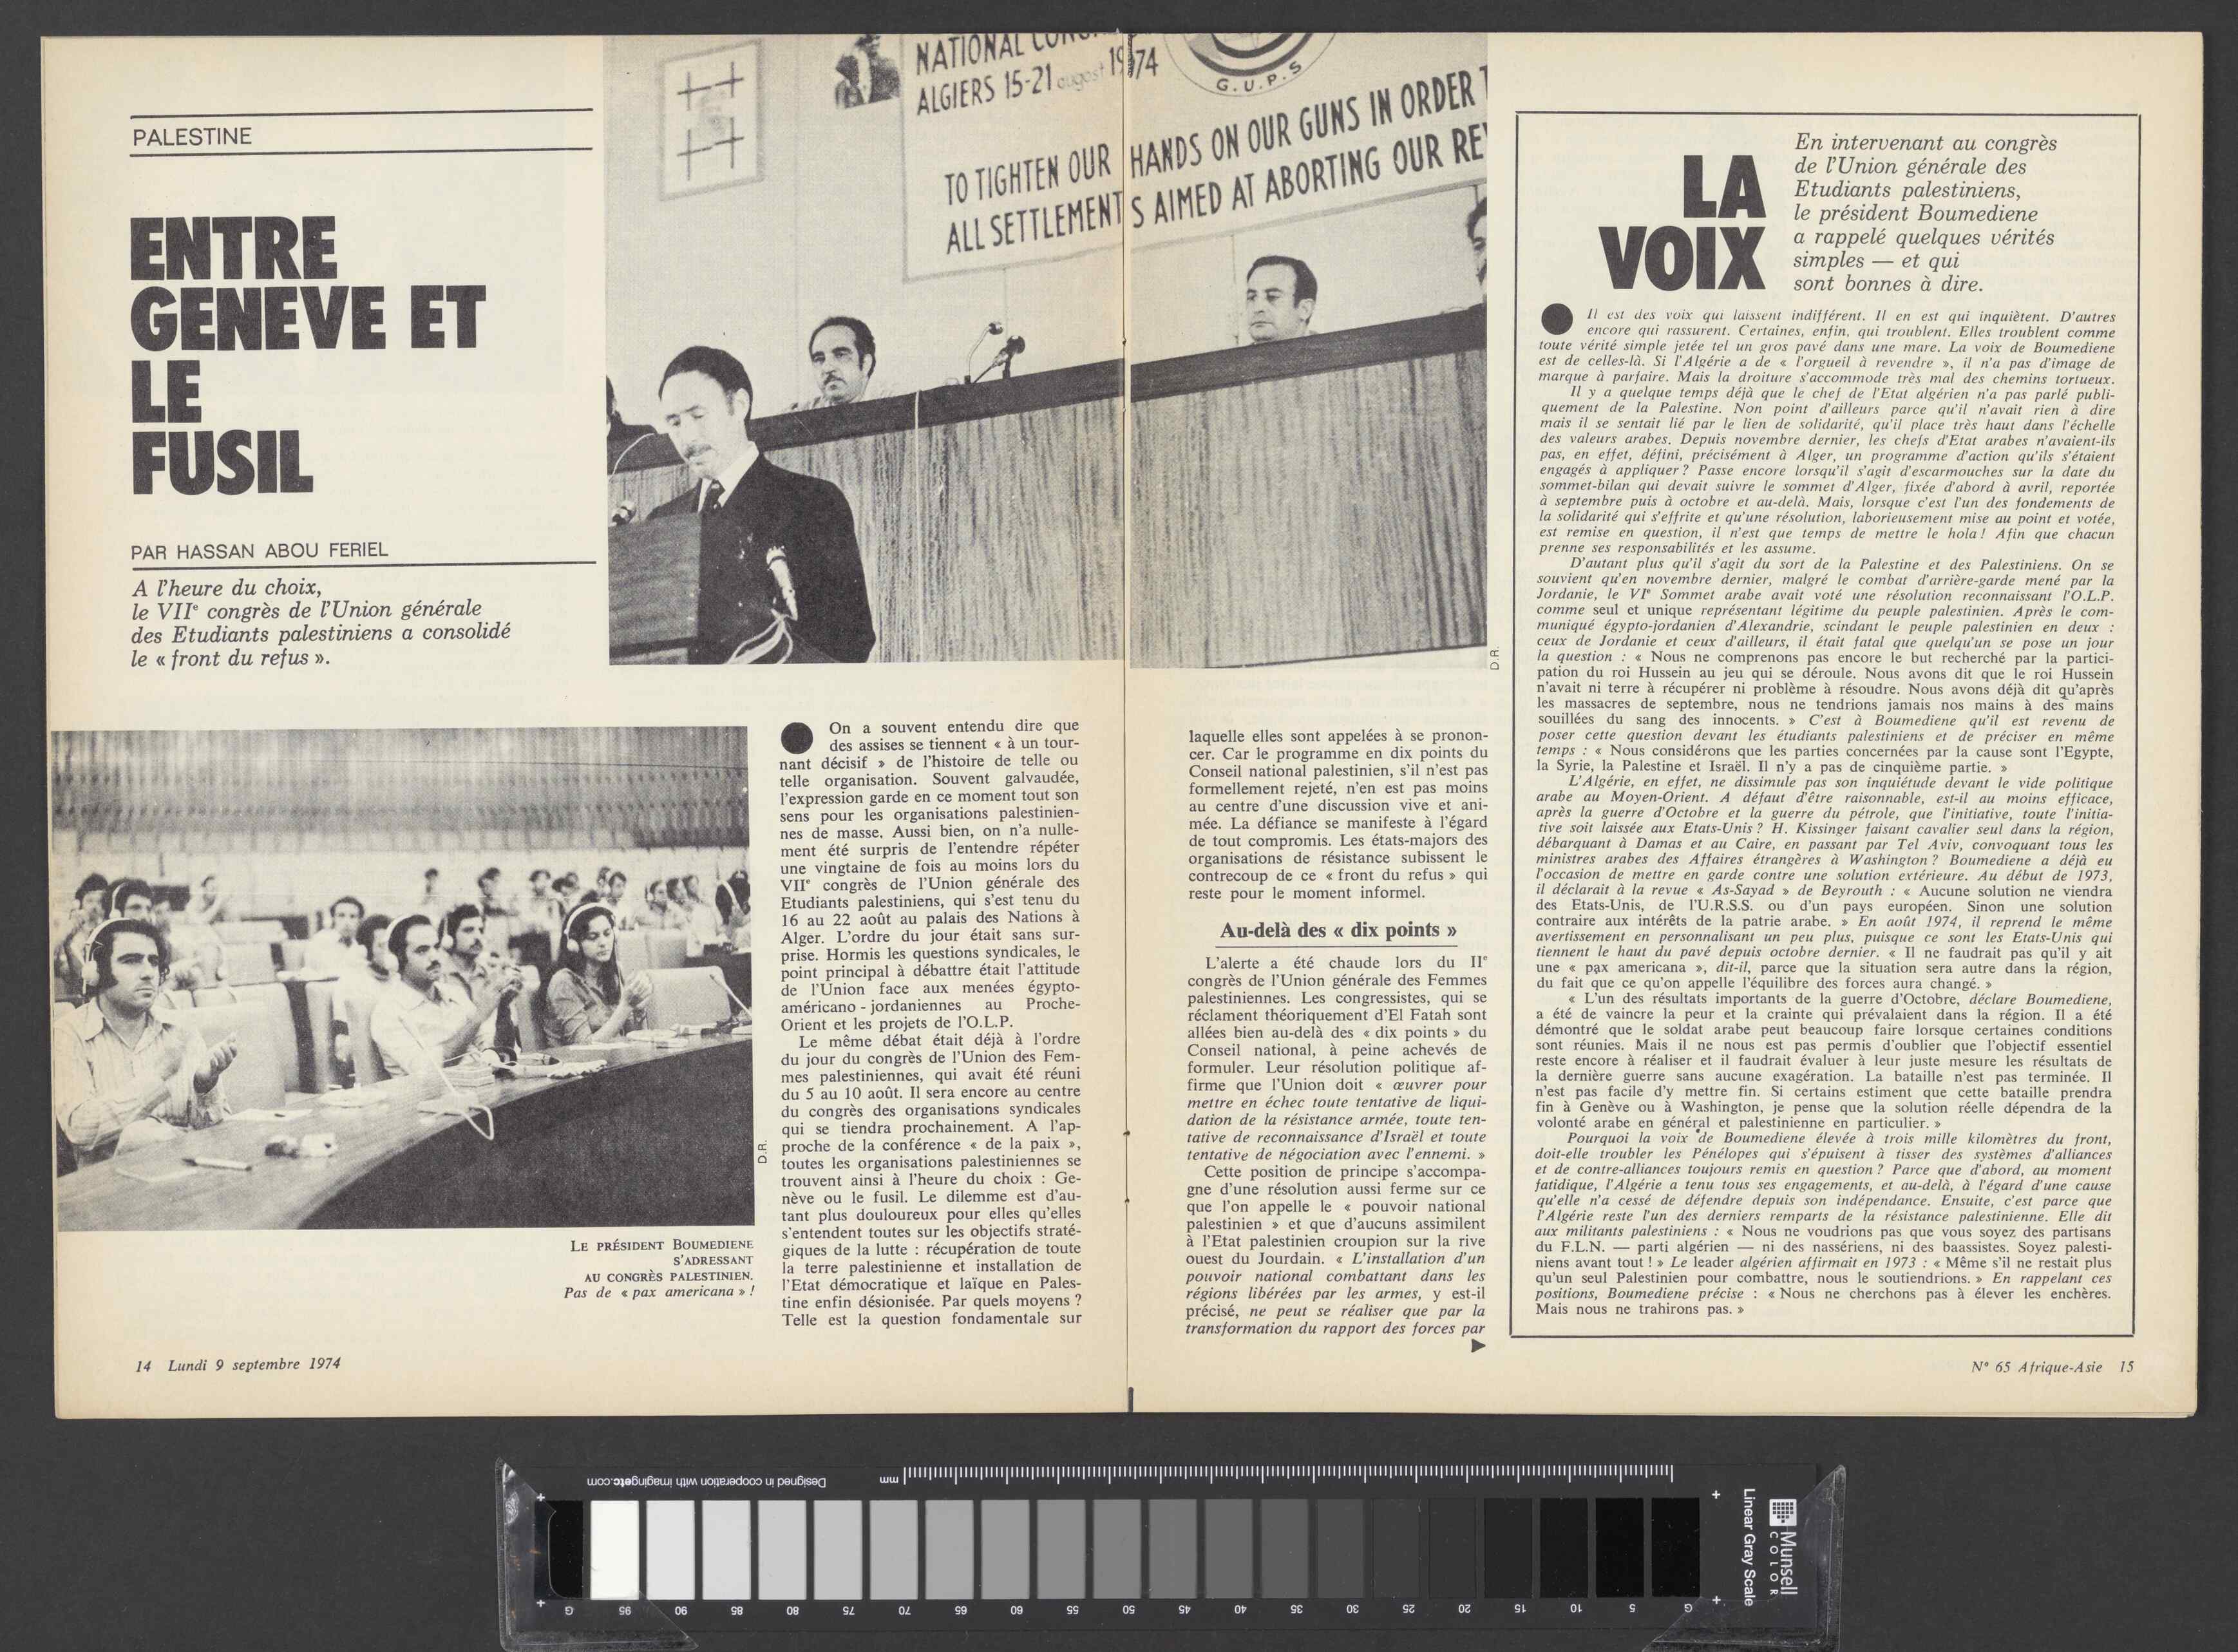 PALESTINE
ENTRE
GENEVE ET
LE
FUSIL
PAR HASSAN ABOU FERIEL
A l'heure du choix,
le VIIe congrès de l'Union générale
des Etudiants palestiniens a consolidé
le « front du refus ».
NATIONAL
ALGIERS 15-21 august 1974
G.U.P.S
TO TIGHTEN OUR HANDS ON OUR GUNS IN ORDER
ALL SETTLEMENTS AIMED AT ABORTING OUR
D.R.
D.R.
LE PRÉSIDENT BOUMEDIENE
S'ADRESSANT
AU CONGRÈS PALESTINIEN.
Pas de « pax americana » !
On a souvent entendu dire que
des assises se tiennent « à un tour-
nant décisif » de l'histoire de telle ou
telle organisation. Souvent galvaudée,
l'expression garde en ce moment tout son
sens pour les organisations palestinien-
nes de masse. Aussi bien, on n'a nulle-
ment été surpris de l'entendre répéter
une vingtaine de fois au moins lors du
VIIe congrès de l'Union générale des
Etudiants palestiniens, qui s'est tenu du
16 au 22 août au palais des Nations à
Alger. L'ordre du jour était sans sur-
prise. Hormis les questions syndicales, le
point principal à débattre était l'attitude
de l'Union face aux menées égypto-
américano - jordaniennes au Proche-
Orient et les projets de l'O.L.P.
Le même débat était déjà à l'ordre
du jour du congrès de l'Union des Fem-
mes palestiniennes, qui avait été réuni
du 5 au 10 août. Il sera encore au centre
du congrès des organisations syndicales
qui se tiendra prochainement. A l'ap-
proche de la conférence « de la paix »,
toutes les organisations palestiniennes se
trouvent ainsi à l'heure du choix : Ge-
nève ou le fusil. Le dilemme est d'au-
tant plus douloureux pour elles qu'elles
s'entendent toutes sur les objectifs straté-
giques de la lutte : récupération de toute
la terre palestinienne et installation de
l'Etat démocratique et laïque en Pales-
tine enfin désionisée. Par quels moyens ?
Telle est la question fondamentale sur
14 Lundi 9 septembre 1974
laquelle elles sont appelées à se pronon-
cer. Car le programme en dix points du
Conseil national palestinien, s'il n'est pas
formellement rejeté, n'en est pas moins
au centre d'une discussion vive et ani-
mée. La défiance se manifeste à l'égard
de tout compromis. Les états-majors des
organisations de résistance subissent le
contrecoup de ce « front du refus » qui
reste pour le moment informel.
Au-delà des « dix points »
L'alerte a été chaude lors du IIe
congrès de l'Union générale des Femmes
palestiniennes. Les congressistes, qui se
réclament théoriquement d'El Fatah sont
allées bien au-delà des « dix points » du
Conseil national, à peine achevés de
formuler. Leur résolution politique af-
firme que l'Union doit « œuvrer pour
mettre en échec toute tentative de liqui-
dation de la résistance armée, toute ten-
tative de reconnaissance d'Israël et toute
tentative de négociation avec l'ennemi. »
Cette position de principe s'accompa-
gne d'une résolution aussi ferme sur ce
que l'on appelle le « pouvoir national
palestinien » et que d'aucuns assimilent
à l'Etat palestinien croupion sur la rive
ouest du Jourdain. « L'installation d'un
pouvoir national combattant dans les
régions libérées par les armes, y est-il
précisé, ne peut se réaliser que par la
transformation du rapport des forces par
LA
VOIX
En intervenant au congrès
de l'Union générale des
Etudiants palestiniens,
le président Boumediene
a rappelé quelques vérités
simples — et qui
sont bonnes à dire.
Il est des voix qui laissent indifférent. Il en est qui inquiètent. D'autres
encore qui rassurent. Certaines, enfin, qui troublent. Elles troublent comme
toute vérité simple jetée tel un gros pavé dans une mare. La voix de Boumediene
est de celles-là. Si l'Algérie a de « l'orgueil à revendre », il n'a pas d'image de
marque à parfaire. Mais la droiture s'accommode très mal des chemins tortueux.
Il y a quelque temps déjà que le chef de l'Etat algérien n'a pas parlé publi-
quement de la Palestine. Non point d'ailleurs parce qu'il n'avait rien à dire
mais il se sentait lié par le lien de solidarité, qu'il place très haut dans l'échelle
des valeurs arabes. Depuis novembre dernier, les chefs d'Etat arabes n'avaient-ils
pas, en effet, défini, précisément à Alger, un programme d'action qu'ils s'étaient
engagés à appliquer ? Passe encore lorsqu'il s'agit d'escarmouches sur la date du
sommet-bilan qui devait suivre le sommet d'Alger, fixée d'abord à avril, reportée
à septembre puis à octobre et au-delà. Mais, lorsque c'est l'un des fondements de
la solidarité qui s'effrite et qu'une résolution, laborieusement mise au point et votée,
est remise en question, il n'est que temps de mettre le hola ! Afin que chacun
prenne ses responsabilités et les assume.
D'autant plus qu'il s'agit du sort de la Palestine et des Palestiniens. On se
souvient qu'en novembre dernier, malgré le combat d'arrière-garde mené par la
Jordanie, le VIe Sommet arabe avait voté une résolution reconnaissant l'O.L.P.
comme seul et unique représentant légitime du peuple palestinien. Après le com-
muniqué égypto-jordanien d'Alexandrie, scindant le peuple palestinien en deux :
ceux de Jordanie et ceux d'ailleurs, il était fatal que quelqu'un se pose un jour
la question : « Nous ne comprenons pas encore le but recherché par la partici-
pation du roi Hussein au jeu qui se déroule. Nous avons dit que le roi Hussein
n'avait ni terre à récupérer ni problème à résoudre. Nous avons déjà dit qu'après
les massacres de septembre, nous ne tendrions jamais nos mains à des mains
souillées du sang des innocents. » C'est à Boumediene qu'il est revenu de
poser cette question devant les étudiants palestiniens et de préciser en même
temps : « Nous considérons que les parties concernées par la cause sont l'Egypte,
la Syrie, la Palestine et Israël. Il n'y a pas de cinquième partie. »
L'Algérie, en effet, ne dissimule pas son inquiétude devant le vide politique
arabe au Moyen-Orient. A défaut d'être raisonnable, est-il au moins efficace,
après la guerre d'Octobre et la guerre du pétrole, que l'initiative, toute l'initia-
tive soit laissée aux Etats-Unis ? H. Kissinger faisant cavalier seul dans la région,
débarquant à Damas et au Caire, en passant par Tel Aviv, convoquant tous les
ministres arabes des Affaires étrangères à Washington ? Boumediene a déjà eu
l'occasion de mettre en garde contre une solution extérieure. Au début de 1973,
il déclarait à la revue « As-Sayad » de Beyrouth : « Aucune solution ne viendra
des Etats-Unis, de l'U.R.S.S. ou d'un pays européen. Sinon une solution
contraire aux intérêts de la patrie arabe. » En août 1974, il reprend le même
avertissement en personnalisant un peu plus, puisque ce sont les Etats-Unis qui
tiennent le haut du pavé depuis octobre dernier. « Il ne faudrait pas qu'il y ait
une « pax americana », dit-il, parce que la situation sera autre dans la région,
du fait que ce qu'on appelle l'équilibre des forces aura changé. »
« L'un des résultats importants de la guerre d'Octobre, déclare Boumediene,
a été de vaincre la peur et la crainte qui prévalaient dans la région. Il a été
démontré que le soldat arabe peut beaucoup faire lorsque certaines conditions
sont réunies. Mais il ne nous est pas permis d'oublier que l'objectif essentiel
reste encore à réaliser et il faudrait évaluer à leur juste mesure les résultats de
la dernière guerre sans aucune exagération. La bataille n'est pas terminée. Il
n'est pas facile d'y mettre fin. Si certains estiment que cette bataille prendra
fin à Genève ou à Washington, je pense que la solution réelle dépendra de la
volonté arabe en général et palestinienne en particulier. »
Pourquoi la voix de Boumediene élevée à trois mille kilomètres du front,
doit-elle troubler les Pénélopes qui s'épuisent à tisser des systèmes d'alliances
et de contre-alliances toujours remis en question ? Parce que d'abord, au moment
fatidique, l'Algérie a tenu tous ses engagements, et au-delà, à l'égard d'une cause
qu'elle n'a cessé de défendre depuis son indépendance. Ensuite, c'est parce que
l'Algérie reste l'un des derniers remparts de la résistance palestinienne. Elle dit
aux militants palestiniens : « Nous ne voudrions pas que vous soyez des partisans
du F.L.N. — parti algérien — ni des nassériens, ni des baassistes. Soyez palesti-
niens avant tout ! » Le leader algérien affirmait en 1973 : « Même s'il ne restait plus
qu'un seul Palestinien pour combattre, nous le soutiendrions. » En rappelant ces
positions, Boumediene précise : « Nous ne cherchons pas à élever les enchères.
Mais nous ne trahirons pas. »
N° 65 Afrique-Asie 15
Designed in cooperation with imagingetc.com
mm
G 95 90 85 80 75 70 65 60 55 50 45 40 35 30 25 20 15 10 5 G
Linear Gray Scale
Munsell
COLOR